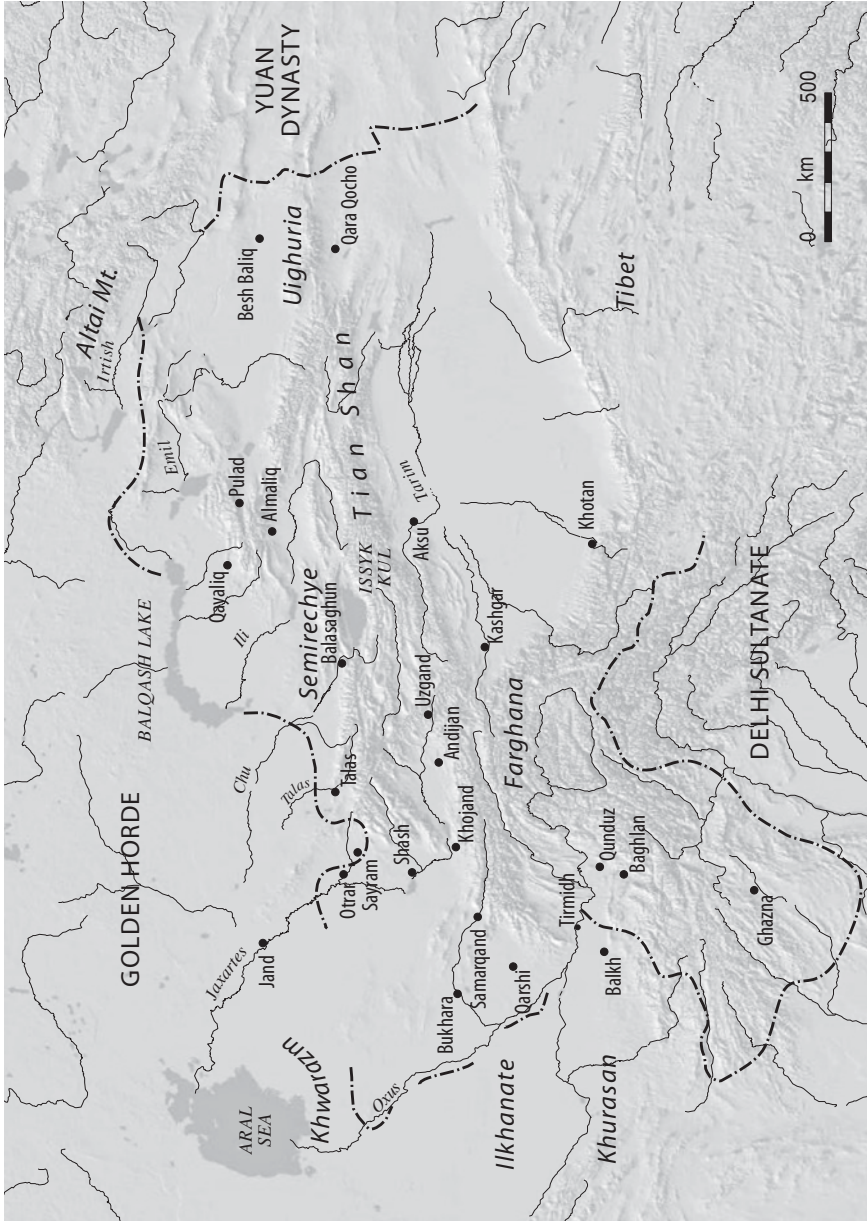 GOLDEN HORDE
YUAN
DYNASTY
Altai Mt.
Irtish
BALQASH LAKE
Emil
Besh Baliq
Uighuria
Qara Qocho
Pulad
Almaliq
Qayaliq
Ili
Semirechye
Balasaghun
ISSYK
KUL
Tian Shan
ARAL
SEA
Khwarazm
Jaxartes
Jand
Otrar
Sayram
Chu
Talas
Talas
Shash
Khojand
Andijan
Uzgand
Aksu
Tarim
Kashgar
Farghana
Khotan
Tibet
Oxus
Bukhara
Samarqand
Qarshi
Tirmidh
Ilkhanate
Khurasan
Balkh
Qunduz
Baghlan
Ghazna
DELHI SULTANATE
0 km 500